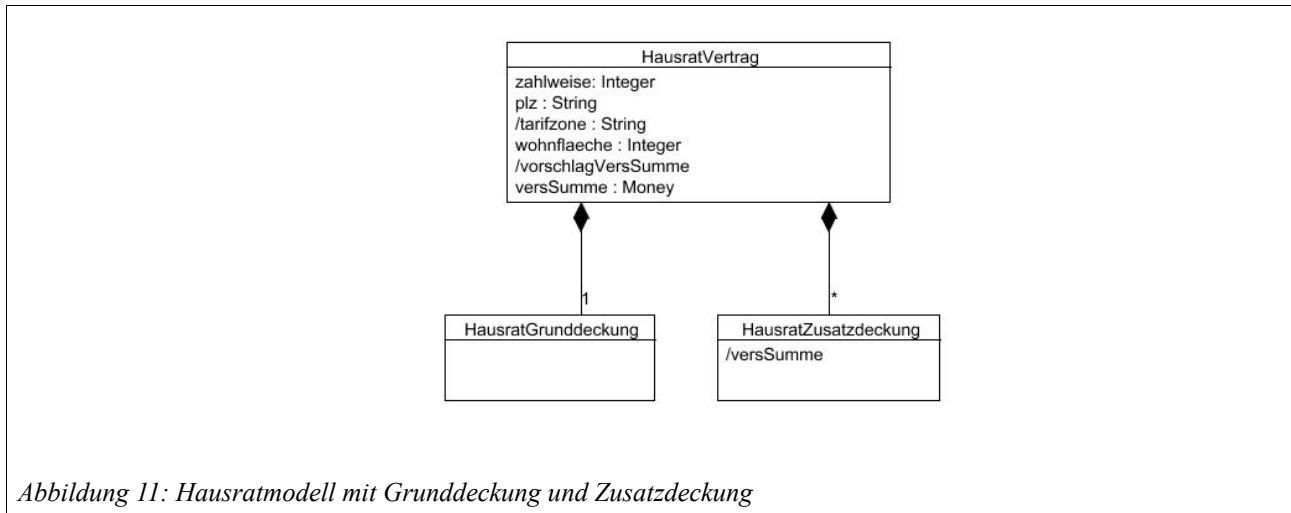 HausratVertrag
zahlweise: Integer
plz : String
/tarifzone : String
wohnflaeche : Integer
/vorschlagVersSumme
versSumme : Money
1
*
HausratGrunddeckung
HausratZusatzdeckung
/versSumme
Abbildung 11: Hausratmodell mit Grunddeckung und Zusatzdeckung